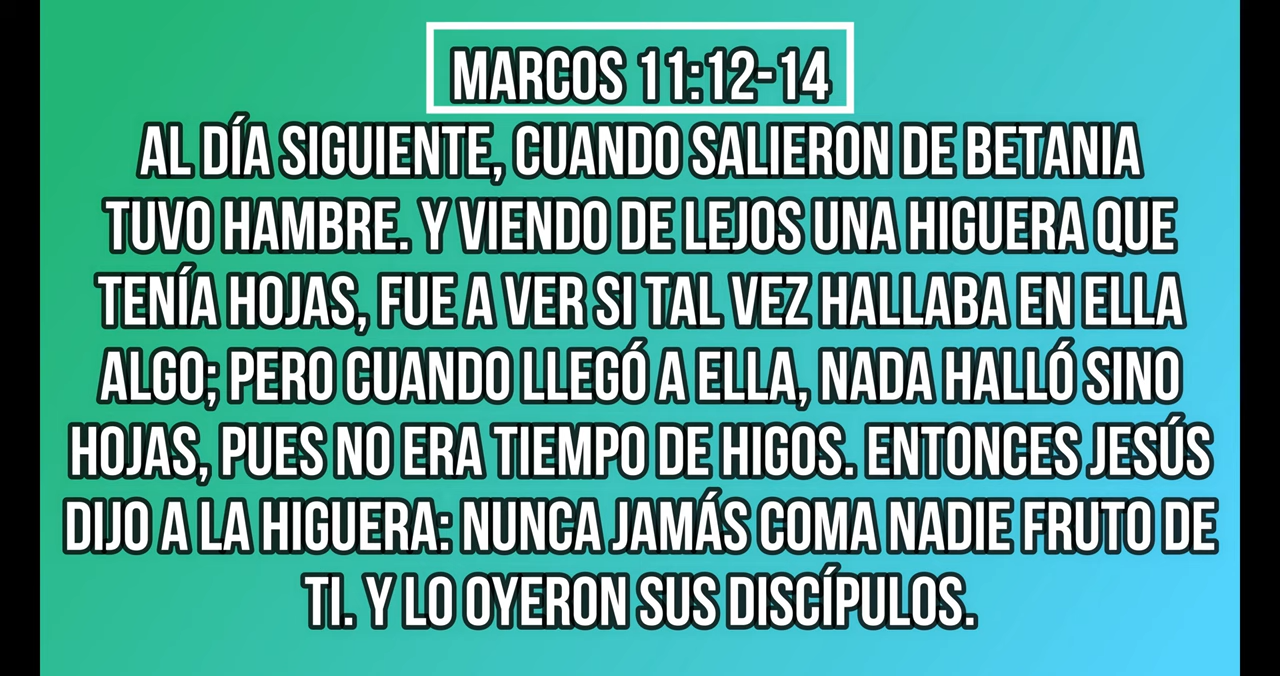 MARCOS 11:12-14
AL DÍA SIGUIENTE, CUANDO SALIERON DE BETANIA
TUVO HAMBRE. Y VIENDO DE LEJOS UNA HIGUERA QUE
TENÍA HOJAS, FUE A VER SI TAL VEZ HALLABA EN ELLA
ALGO; PERO CUANDO LLEGÓ A ELLA, NADA HALLÓ SINO
HOJAS, PUES NO ERA TIEMPO DE HIGOS. ENTONCES JESÚS
DIJO A LA HIGUERA: NUNCA JAMÁS COMA NADIE FRUTO DE
TI. Y LO OYERON SUS DISCÍPULOS.